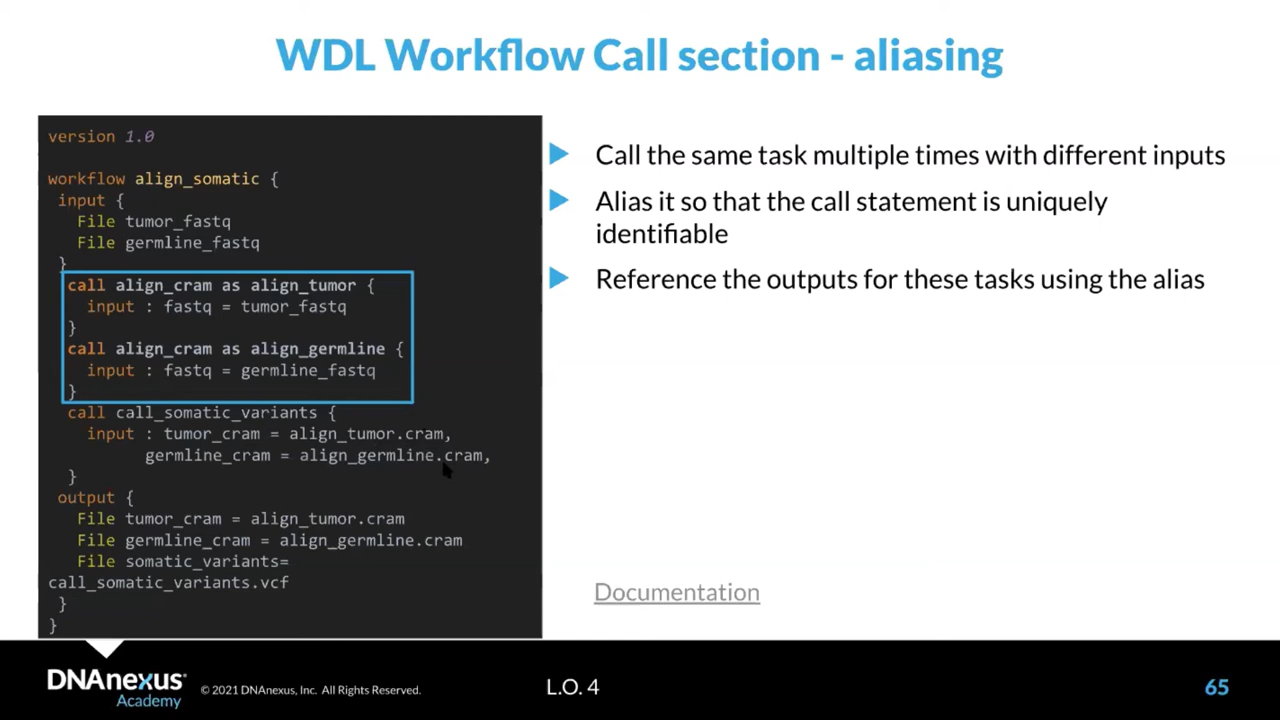 WDL Workflow Call section - aliasing
version 1.0
workflow align_somatic {
input {
File tumor_fastq
File germline_fastq
}
call align_cram as align_tumor {
input : fastq = tumor_fastq
}
call align_cram as align_germline {
input : fastq = germline_fastq
}
call call_somatic_variants {
input : tumor_cram = align_tumor.cram,
germline_cram = align_germline.cram,
}
output {
File tumor_cram = align_tumor.cram
File germline_cram = align_germline.cram
File somatic_variants=
call_somatic_variants.vcf
}
}
Call the same task multiple times with different inputs
Alias it so that the call statement is uniquely
identifiable
Reference the outputs for these tasks using the alias
Documentation
DNAnexus®
Academy
© 2021 DNAnexus, Inc. All Rights Reserved.
L.O. 4
65